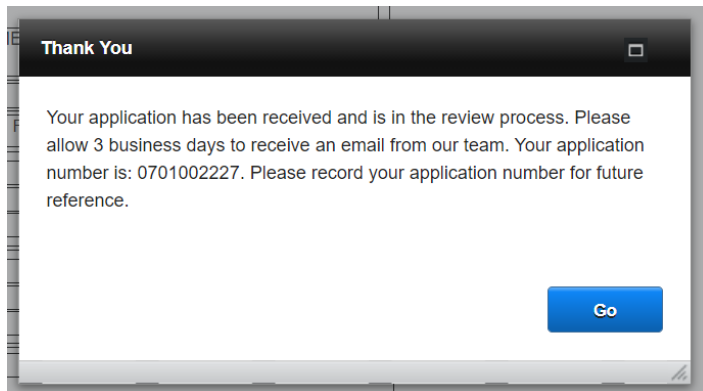 Thank You
Your application has been received and is in the review process. Please
allow 3 business days to receive an email from our team. Your application
number is: 0701002227. Please record your application number for future
reference.
Go